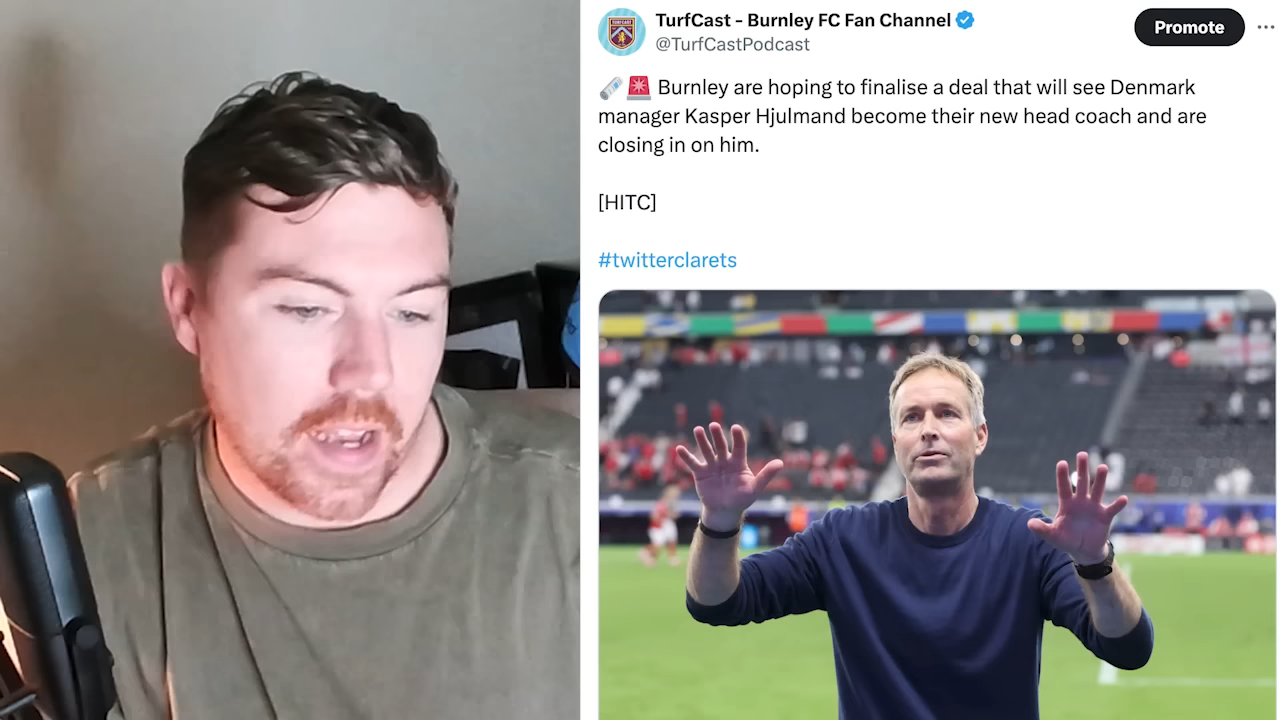 TurfCast - Burnley FC Fan Channel
Promote
@TurfCastPodcast
🗞️🚨 Burnley are hoping to finalise a deal that will see Denmark
manager Kasper Hjulmand become their new head coach and are
closing in on him.
[HITC]
#twitterclarets